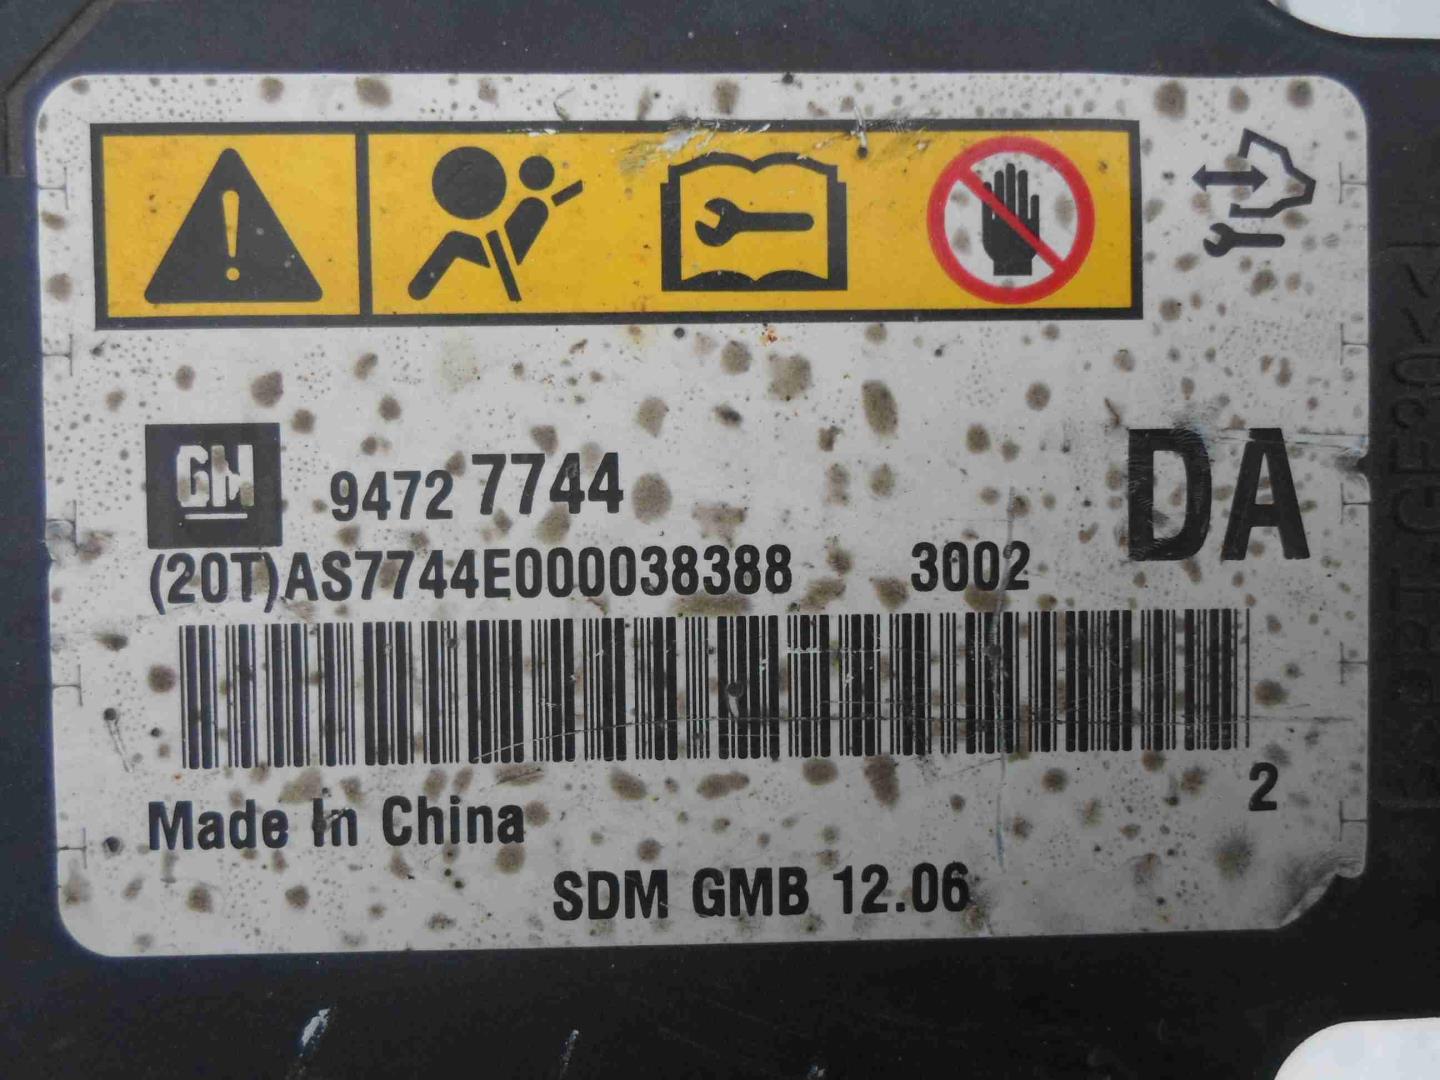 GM
9472 7744
DA
(20T)AS7744E000038388 3002
2
Made In China
SDM GMB 12.06